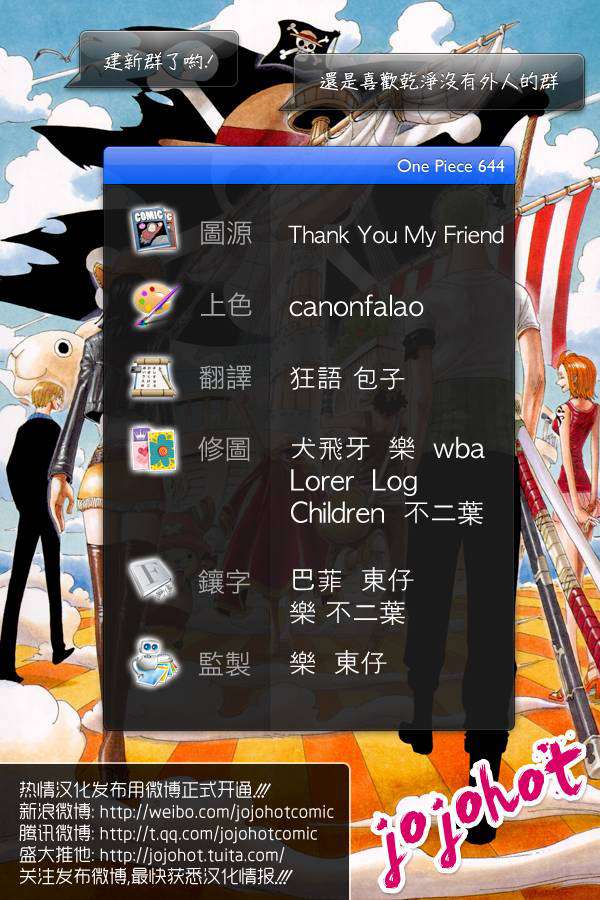 建新群了喲!
還是喜歡乾淨沒有外人的群
One Piece 644
COMIC
圖源 Thank You My Friend
上色 canonfalao
翻譯 狂語 包子
修圖 犬飛牙 樂 wba
Lorer Log
Children 不二葉
F
鑲字 巴菲 東仔
樂 不二葉
監製 樂 東仔
热情汉化发布用微博正式开通!!!
新浪微博: http://weibo.com/jojohotcomic
腾讯微博: http://t.qq.com/jojohotcomic
盛大推他: http://jojohot.tuita.com/
关注发布微博,最快获悉汉化情报!!!
jojohot